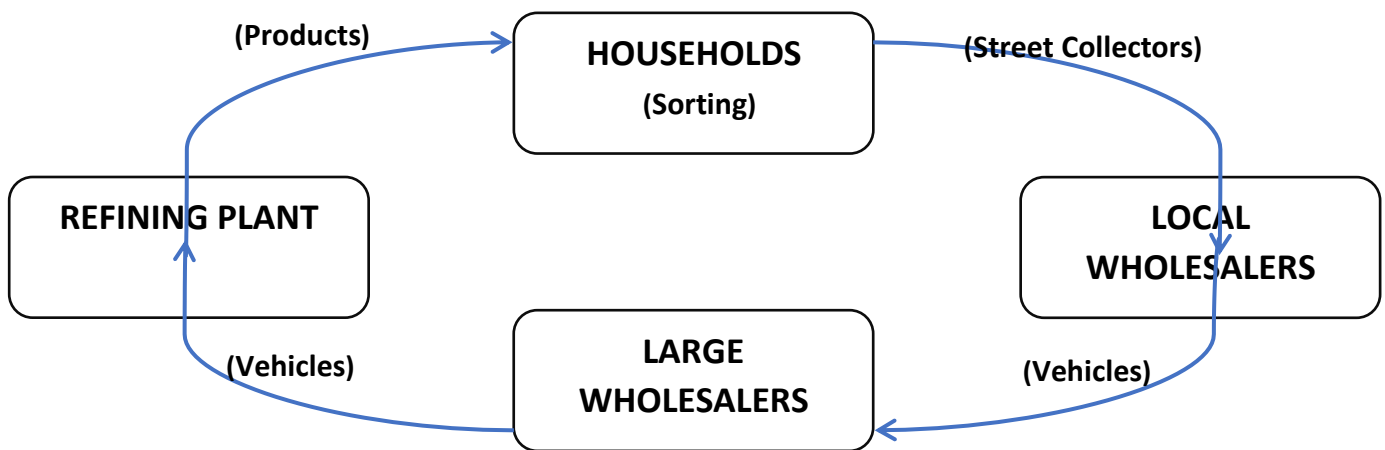 (Products)
HOUSEHOLDS
(Sorting)
(Street Collectors)
REFINING PLANT
LOCAL
WHOLESALERS
(Vehicles)
LARGE
WHOLESALERS
(Vehicles)